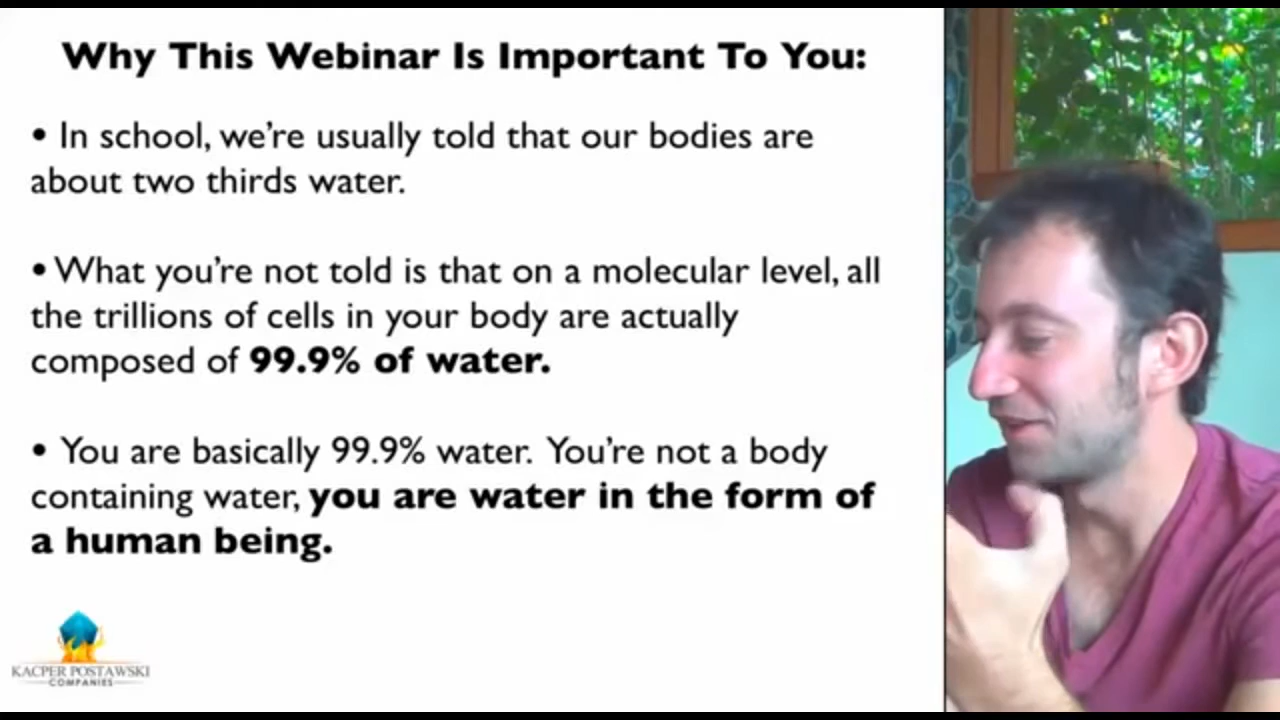 Why This Webinar Is Important To You:
• In school, we're usually told that our bodies are
about two thirds water.
• What you're not told is that on a molecular level, all
the trillions of cells in your body are actually
composed of 99.9% of water.
• You are basically 99.9% water. You're not a body
containing water, you are water in the form of
a human being.
KACPER POSTAWSKI
COMPANIES